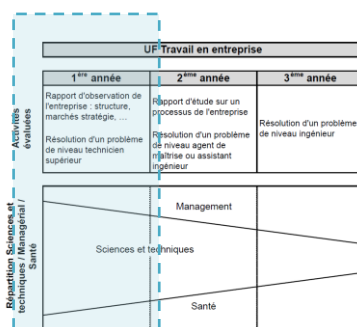 UF Travail en entreprise
1ère année
2ème année
3ème année
Activités
évaluées
Rapport d'observation de
l'entreprise : structure,
marchés stratégie, …
Résolution d'un problème
de niveau technicien
supérieur
Rapport d'étude sur un
processus de l'entreprise
Résolution d'un problème
de niveau agent de
maîtrise ou assistant
ingénieur
Résolution d'un problème
de niveau ingénieur
Répartition Sciences et
techniques / Managérial /
Santé
Management
Sciences et techniques
Santé